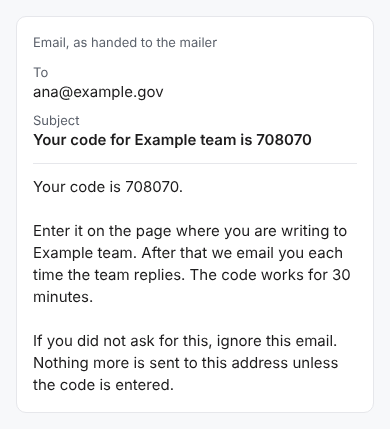 Email, as handed to the mailer
To
ana@example.gov
Subject
Your code for Example team is 708070
Your code is 708070.
Enter it on the page where you are writing to
Example team. After that we email you each
time the team replies. The code works for 30
minutes.
If you did not ask for this, ignore this email.
Nothing more is sent to this address unless
the code is entered.